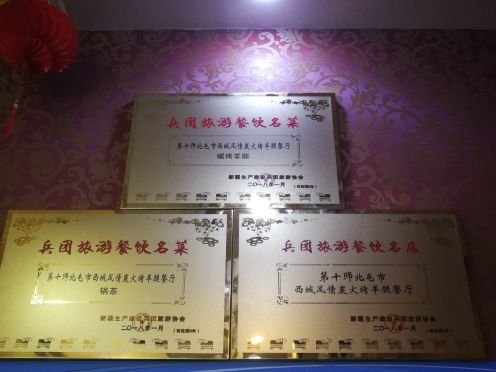 兵团旅游餐饮名菜
第十师北屯市西城风情炭火烤羊腿餐厅
碳烤羊腿
新疆生产建设兵团旅游协会
二〇一八年一月
兵团旅游餐饮名菜
第十师北屯市西城风情炭火烤羊腿餐厅
锅茶
新疆生产建设兵团旅游协会
二〇一八年一月
兵团旅游餐饮名店
第十师北屯市
西城风情炭火烤羊腿餐厅
新疆生产建设兵团旅游协会
二〇一八年一月